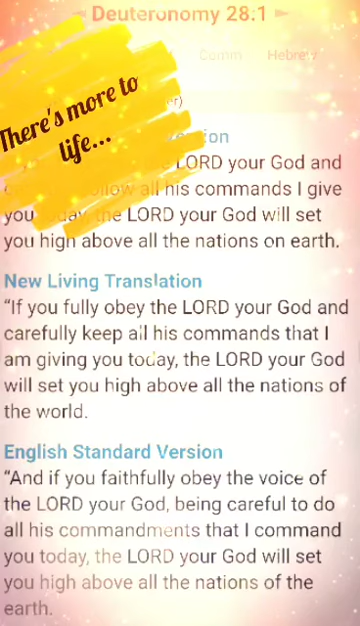 Deuteronomy 28:1
Comm Hebrew
There's more to
life...
LORD your God and
all his commands I give
you today, the LORD your God will set
you high above all the nations on earth.
New Living Translation
“If you fully obey the LORD your God and
carefully keep all his commands that I
am giving you today, the LORD your God
will set you high above all the nations of
the world.
English Standard Version
“And if you faithfully obey the voice of
the LORD your God, being careful to do
all his commandments that I command
you today, the LORD your God will set
you high above all the nations of the
earth.